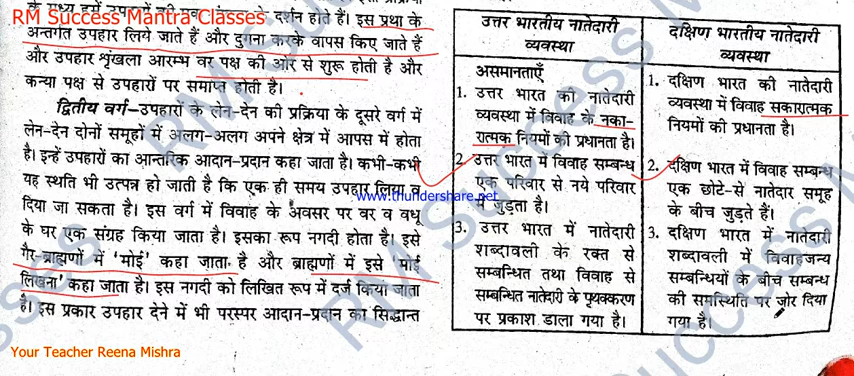 RM Success Mantra Classes
के दर्शन होते हैं। इस प्रथा के
अन्तर्गत उपहार लिये जाते हैं और दुगना करके वापस किए जाते हैं
और उपहार शृंखला आरम्भ वर पक्ष की ओर से शुरू होती है और
कन्या पक्ष से उपहारों पर समाप्त होती है।
द्वितीय वर्ग–उपहारों के लेन-देन की प्रक्रिया के दूसरे वर्ग में
लेन-देन दोनों समूहों में अलग-अलग अपने क्षेत्र में आपस में होता
है। इन्हें उपहारों का आन्तरिक आदान-प्रदान कहा जाता है। कभी-कभी
यह स्थति भी उत्पन्न हो जाती है कि एक ही समय उपहार लिया व
दिया जा सकता है। इस वर्ग में विवाह के अवसर पर वर व वधू
के घर एक संग्रह किया जाता है। इसका रूप नगदी होता है। इसे
गैर-ब्राह्मणों में 'मोई' कहा जाता है और ब्राह्मणों में इसे 'मोई
लिखना' कहा जाता है। इस नगदी को लिखित रूप में दर्ज किया जाता
है। इस प्रकार उपहार देने में भी परस्पर आदान-प्रदान का सिद्धान्त
उत्तर भारतीय नातेदारी
व्यवस्था
असमानताएँ
1. उत्तर भारत की नातेदारी
व्यवस्था में विवाह के नका-
रात्मक नियमों की प्रधानता है।
2. उत्तर भारत में विवाह सम्बन्ध
एक परिवार से नये परिवार
में जुड़ता है।
3. उत्तर भारत में नातेदारी
शब्दावली के रक्त से
सम्बन्धित तथा विवाह से
सम्बन्धित नातेदारी के पृथक्करण
पर प्रकाश डाला गया है।
दक्षिण भारतीय नातेदारी
व्यवस्था
1. दक्षिण भारत की नातेदारी
व्यवस्था में विवाह सकारात्मक
नियमों की प्रधानता है।
2. दक्षिण भारत में विवाह सम्बन्ध
एक छोटे-से नातेदार समूह
के बीच जुड़ते हैं।
3. दक्षिण भारत में नातेदारी
शब्दावली में विवाहजन्य
सम्बन्धियों के बीच सम्बन्ध
की समस्थिति पर जोर दिया
गया है।
www.thundershare.net
Your Teacher Reena Mishra